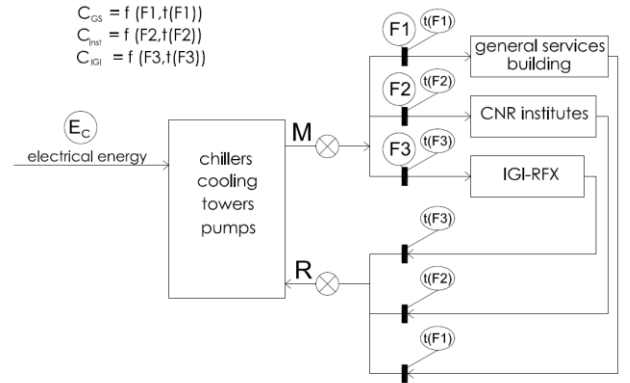 C_GS = f (F1,t(F1))
C_inst = f (F2,t(F2))
C_IGI = f (F3,t(F3))
F1
t(F1)
general services
building
E_C
F2
t(F2)
CNR institutes
electrical energy
M
F3
t(F3)
IGI-RFX
chillers
cooling
towers
pumps
t(F3)
R
t(F2)
t(F1)